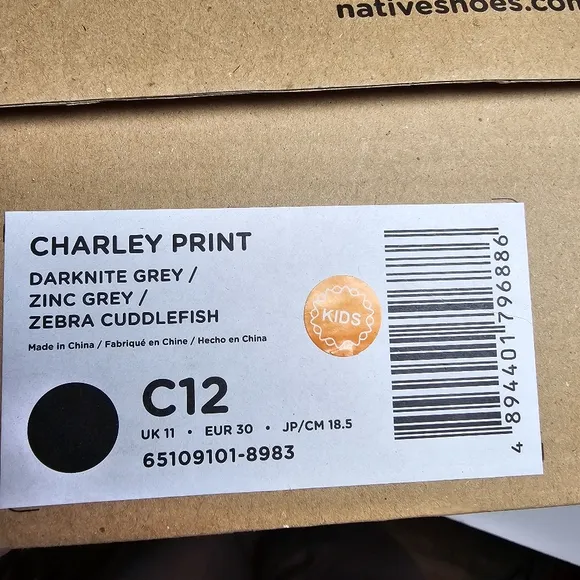 nativeshoes.com
CHARLEY PRINT
DARKNITE GREY /
ZINC GREY /
ZEBRA CUDDLEFISH
Made in China / Fabriqué en Chine / Hecho en China
KIDS
C12
UK 11 • EUR 30 • JP/CM 18.5
65109101-8983
4 894401 796886